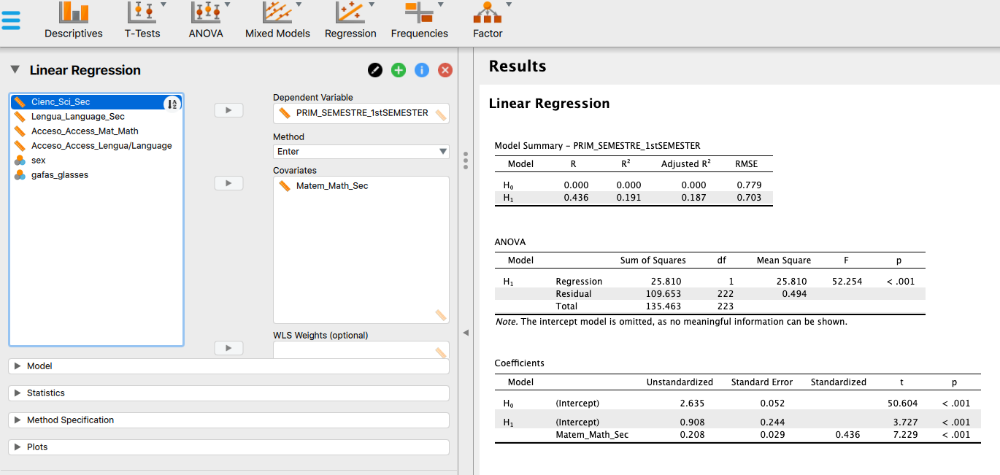 Descriptives T-Tests ANOVA Mixed Models Regression Frequencies Factor
Linear Regression
Cienc_Sci_Sec
Lengua_Language_Sec
Acceso_Access_Mat_Math
Acceso_Access_Lengua/Language
sex
gafas_glasses
Dependent Variable
PRIM_SEMESTRE_1stSEMESTER
Method
Enter
Covariates
Matem_Math_Sec
WLS Weights (optional)
Model
Statistics
Method Specification
Plots
Results
Linear Regression
Model Summary - PRIM_SEMESTRE_1stSEMESTER
Model R R² Adjusted R² RMSE
H₀ 0.000 0.000 0.000 0.779
H₁ 0.436 0.191 0.187 0.703
ANOVA
Model Sum of Squares df Mean Square F p
H₁ Regression 25.810 1 25.810 52.254 < .001
Residual 109.653 222 0.494
Total 135.463 223
Note. The intercept model is omitted, as no meaningful information can be shown.
Coefficients
Model Unstandardized Standard Error Standardized t p
H₀ (Intercept) 2.635 0.052 50.604 < .001
H₁ (Intercept) 0.908 0.244 3.727 < .001
Matem_Math_Sec 0.208 0.029 0.436 7.229 < .001